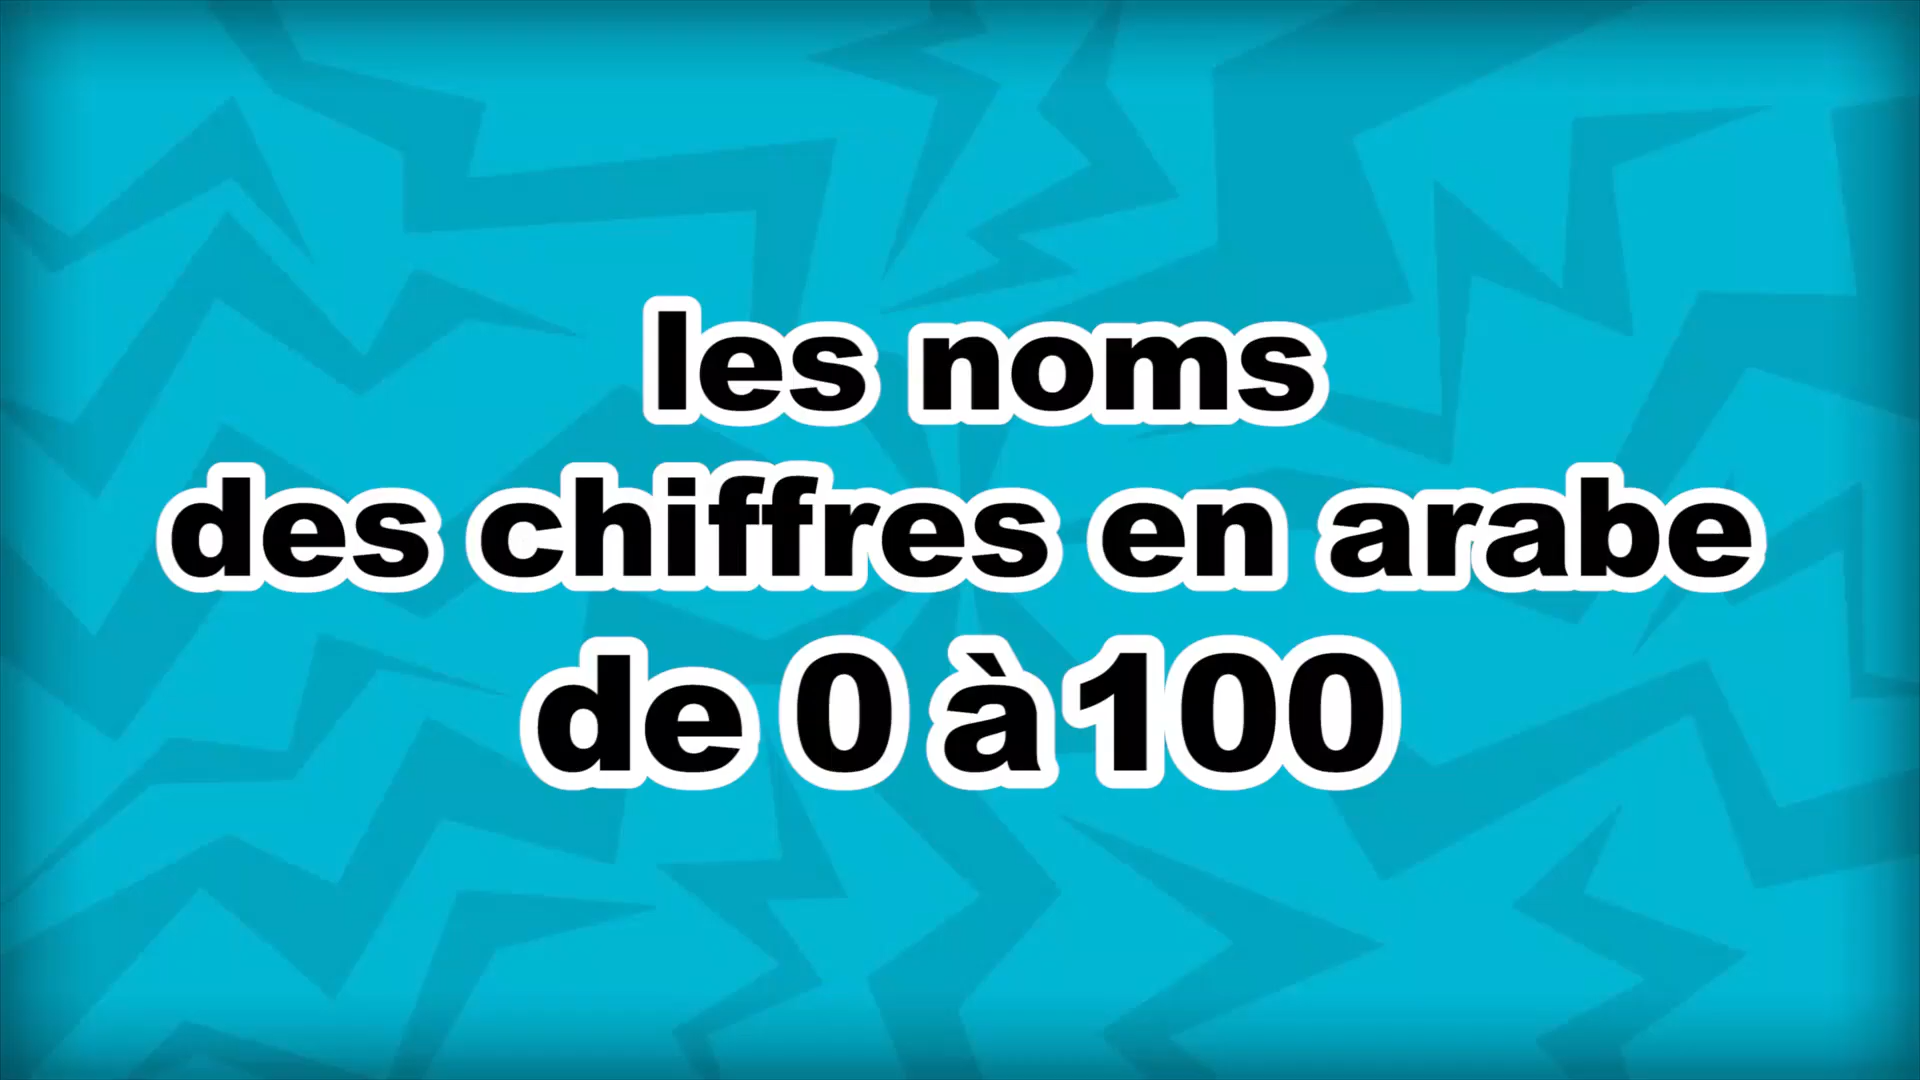 les noms
des chiffres en arabe
de 0 à 100